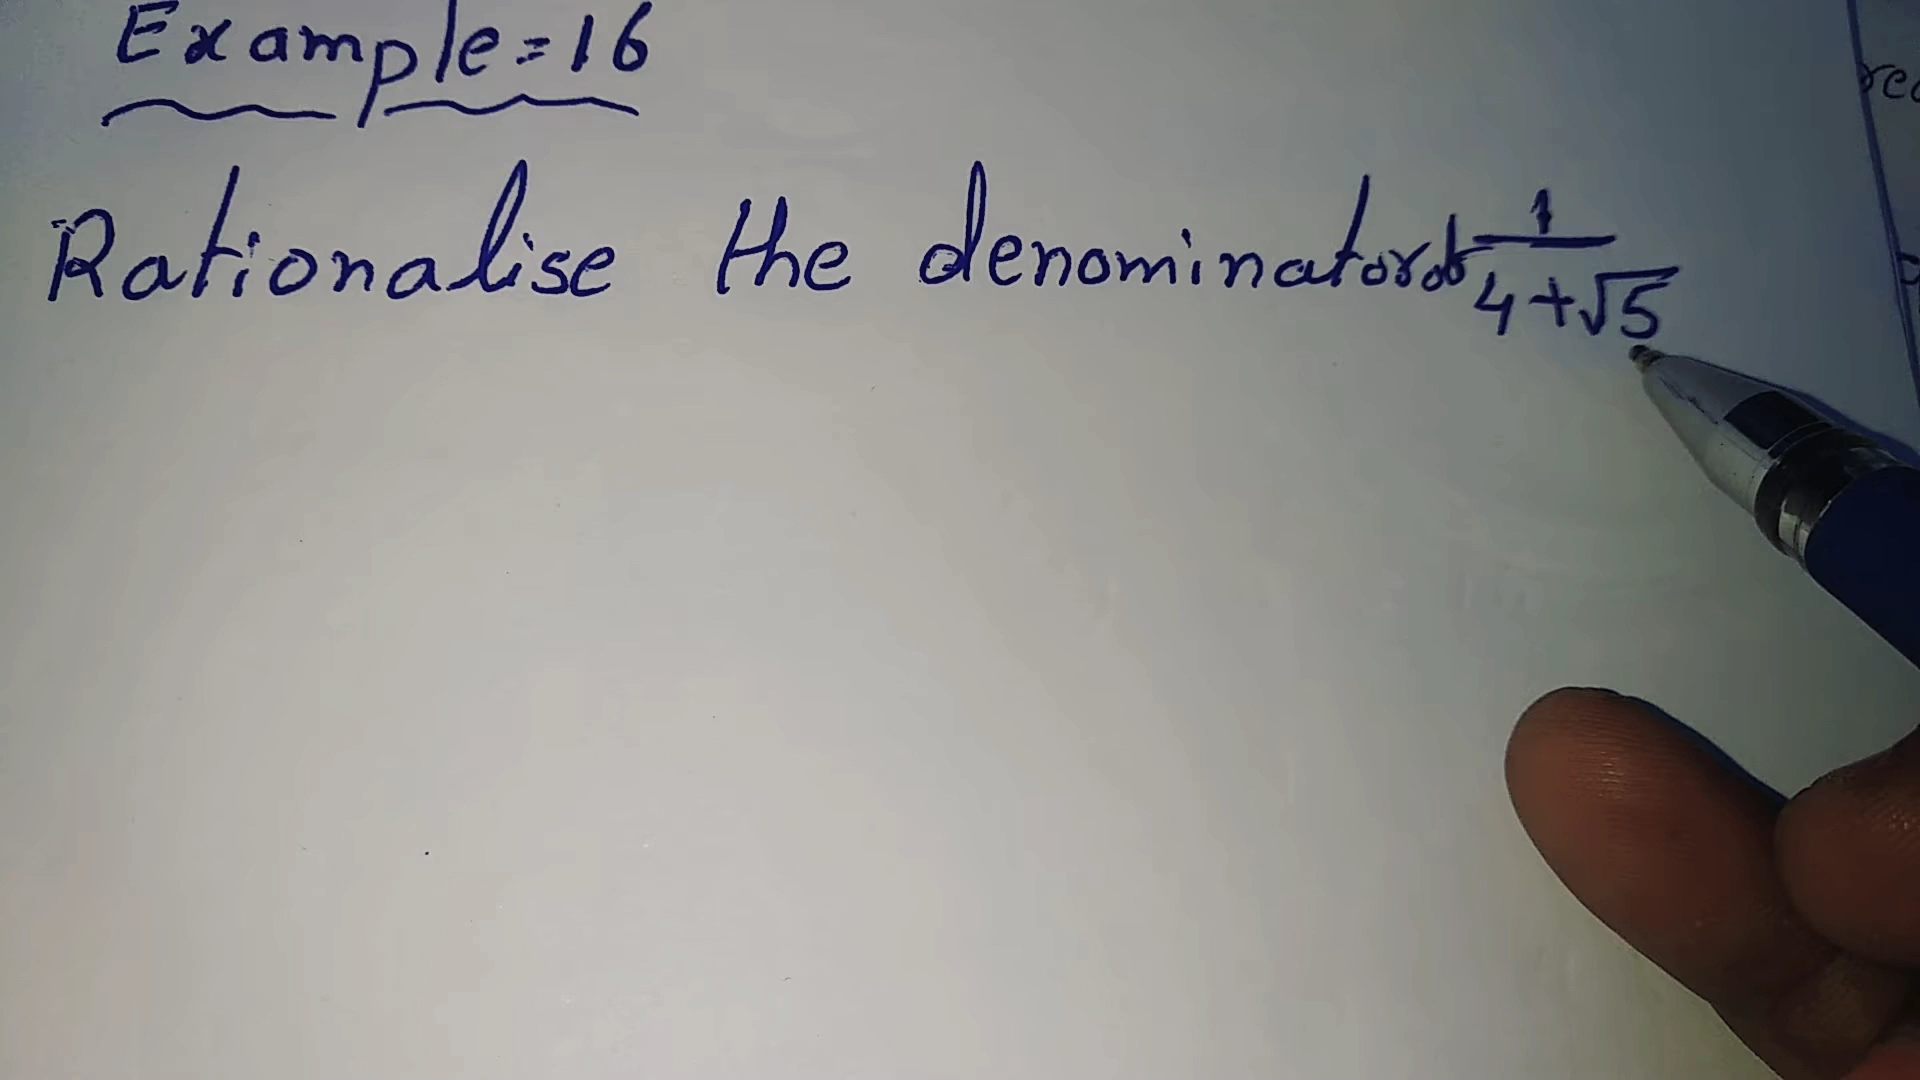 Example=16
Rationalise the denominator of 1/4+√5